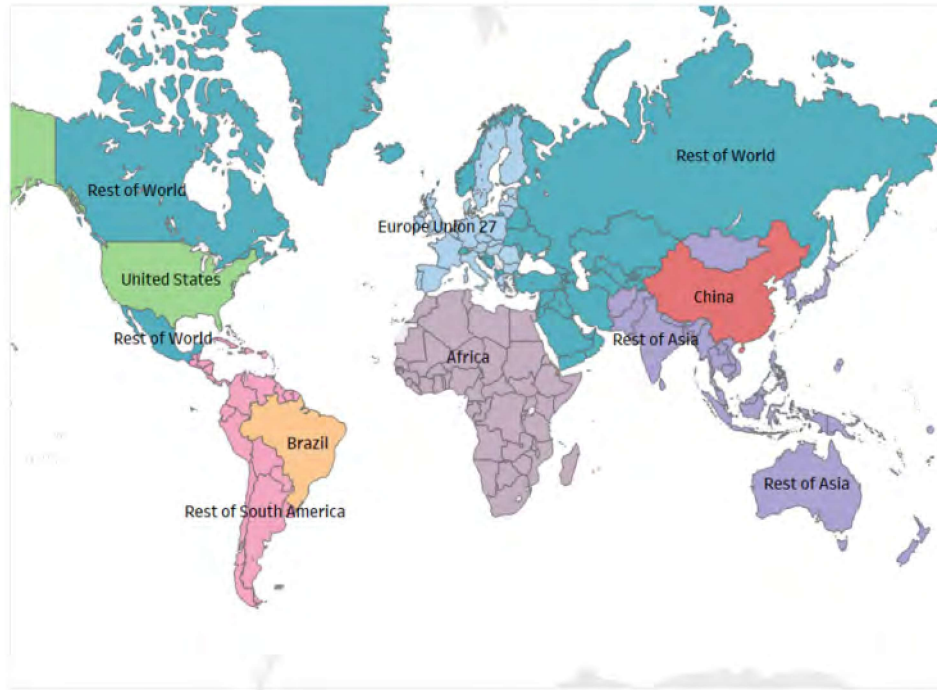 Rest of World
Rest of World
Europe Union 27
United States
China
Rest of World
Rest of Asia
Africa
Brazil
Rest of Asia
Rest of South America